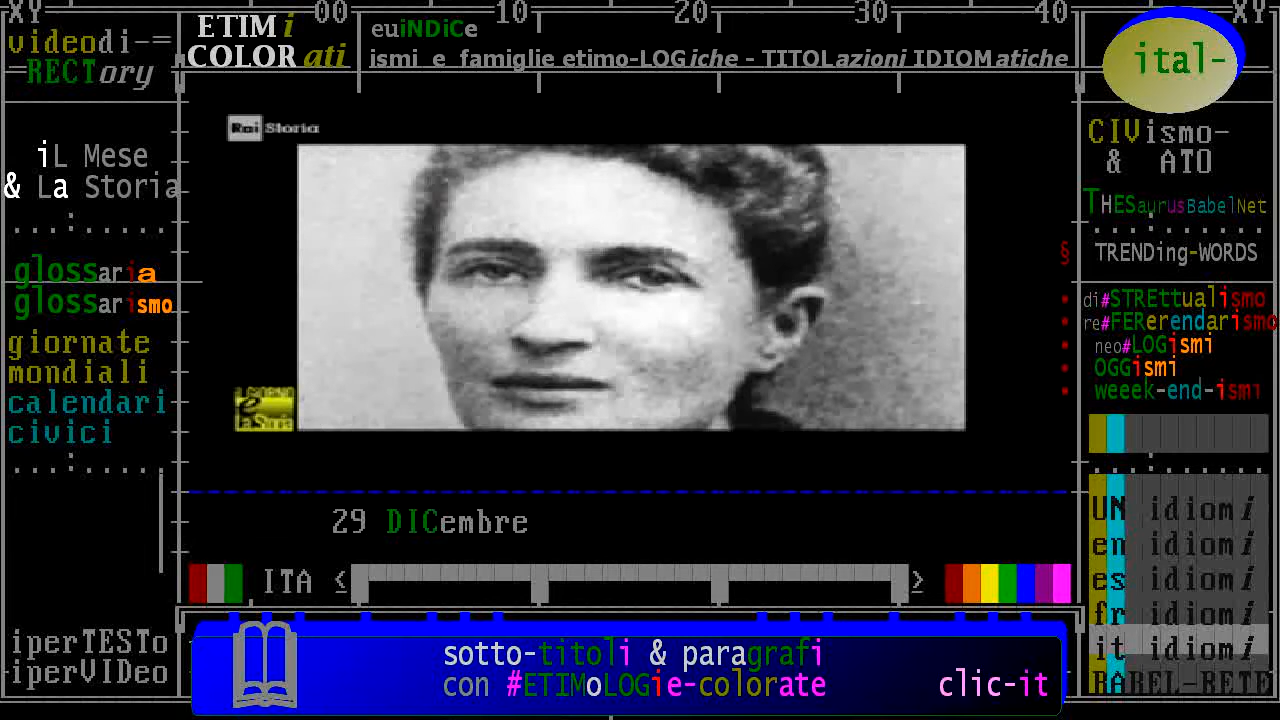 XY 00 10 20 30 40 XY
videodi-=
=RECTory
ETIMi
COLORati
euiNDiCe
ismi e famiglie etimo-LOGiche - TITOLazioni IDIOMatiche
ital-
CIVismo-
& ATO
THESaurusBabelNet
TRENDing-WORDS
§
di#STREttualismo
re#FERerendarismo
neo#LOGismi
OGGismi
weeek-end-ismi
iL Mese
& La Storia
glossaria
glossarismo
giornate
mondiali
calendari
civici
Rai Storia
29 DICembre
ITA < >
UN idiomi
en idiomi
es idiomi
fr idiomi
it idiomi
BABEL-RETE
iperTESTo
iperVIDeo
sotto-titoli & paragrafi
con #ETIMoLOGie-colorate clic-it